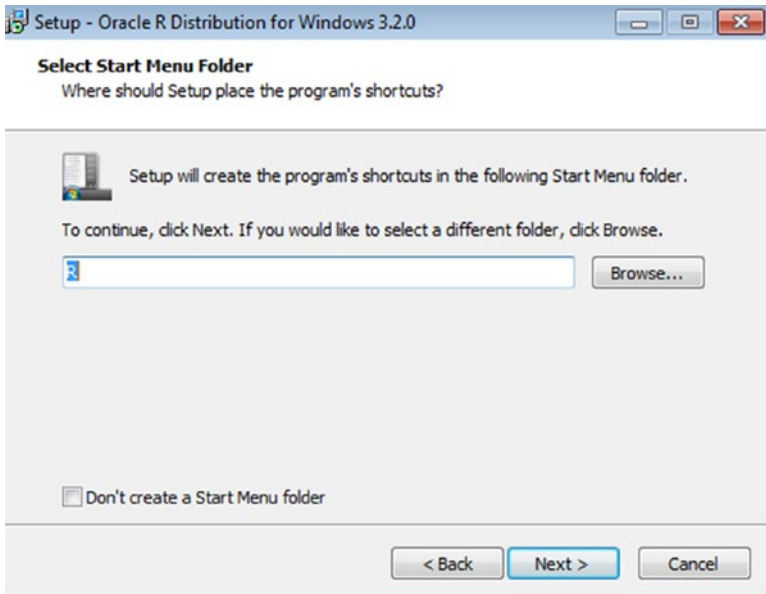 Setup - Oracle R Distribution for Windows 3.2.0
Select Start Menu Folder
Where should Setup place the program's shortcuts?
Setup will create the program's shortcuts in the following Start Menu folder.
To continue, click Next. If you would like to select a different folder, click Browse.
R
Browse...
Don't create a Start Menu folder
< Back
Next >
Cancel